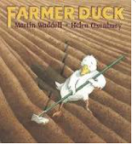 FARMER DUCK
Martin Waddell • Helen Oxenbury